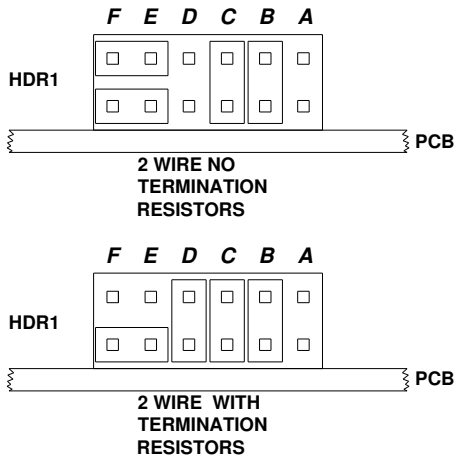 F E D C B A
HDR1
PCB
2 WIRE NO
TERMINATION
RESISTORS
F E D C B A
HDR1
PCB
2 WIRE WITH
TERMINATION
RESISTORS